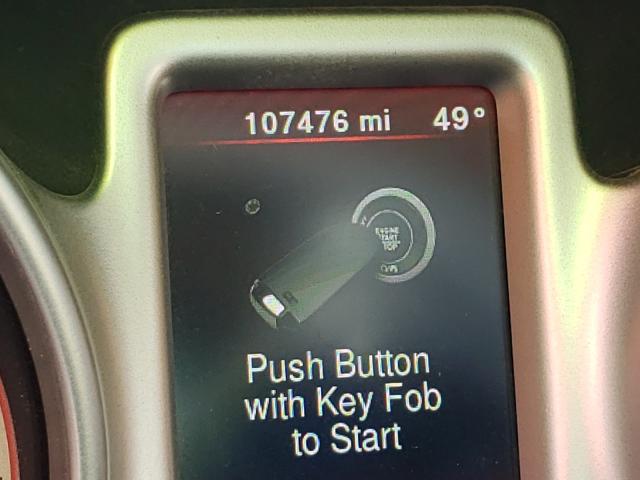 107476 mi 49°
ENGINE
START
STOP
Push Button
with Key Fob
to Start